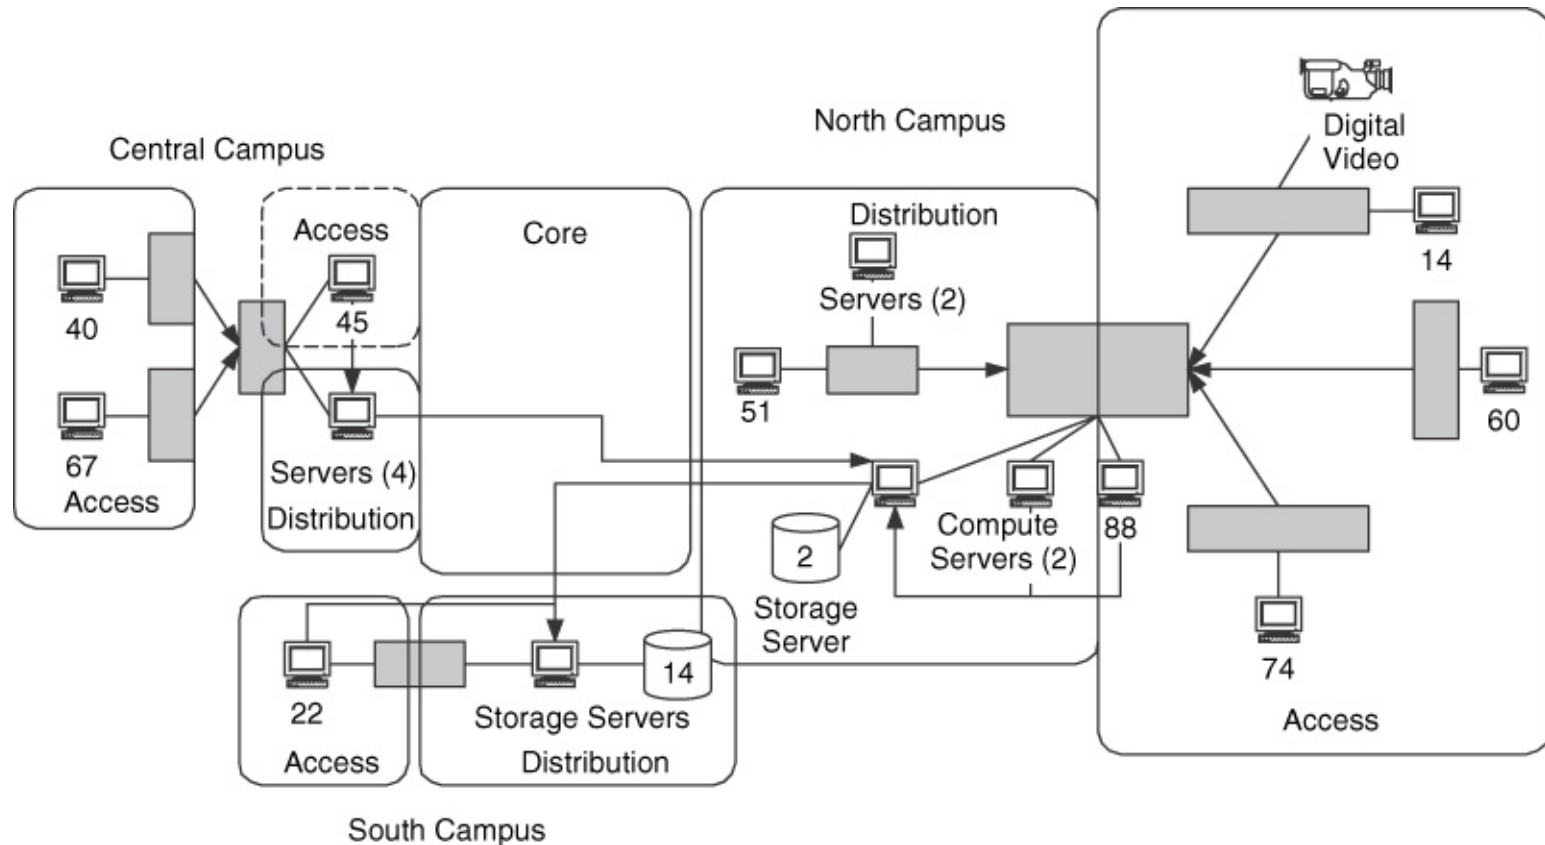 North Campus
Central Campus
Digital
Video
Access
Core
Distribution
14
40
45
Servers (2)
51
60
67
Servers (4)
Access
Distribution
Compute
Servers (2)
88
2
Storage
Server
74
14
22
Storage Servers
Access
Access
Distribution
South Campus